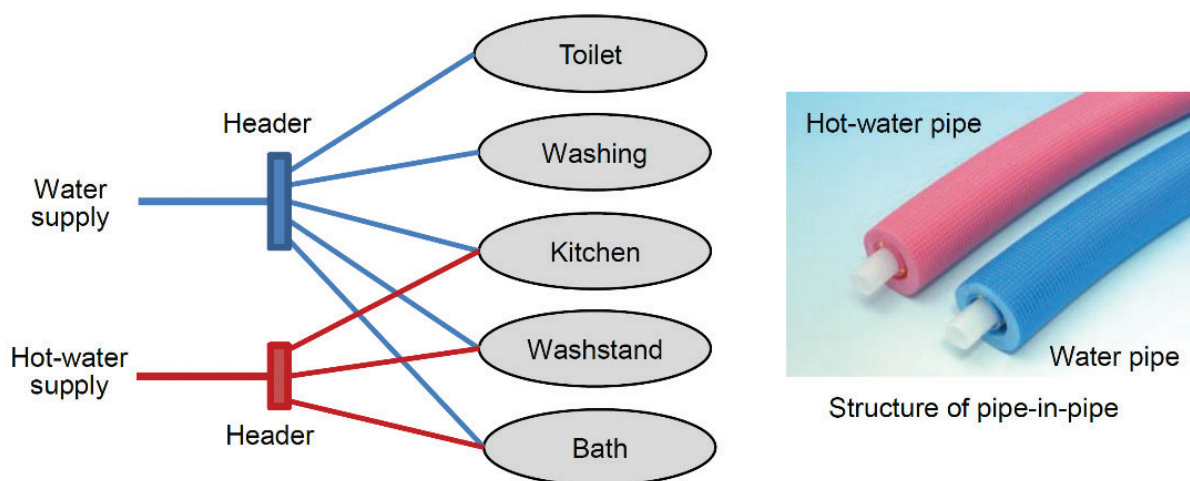 Toilet
Header
Washing
Water
supply
Kitchen
Hot-water
supply
Washstand
Header
Bath
Hot-water pipe
Water pipe
Structure of pipe-in-pipe